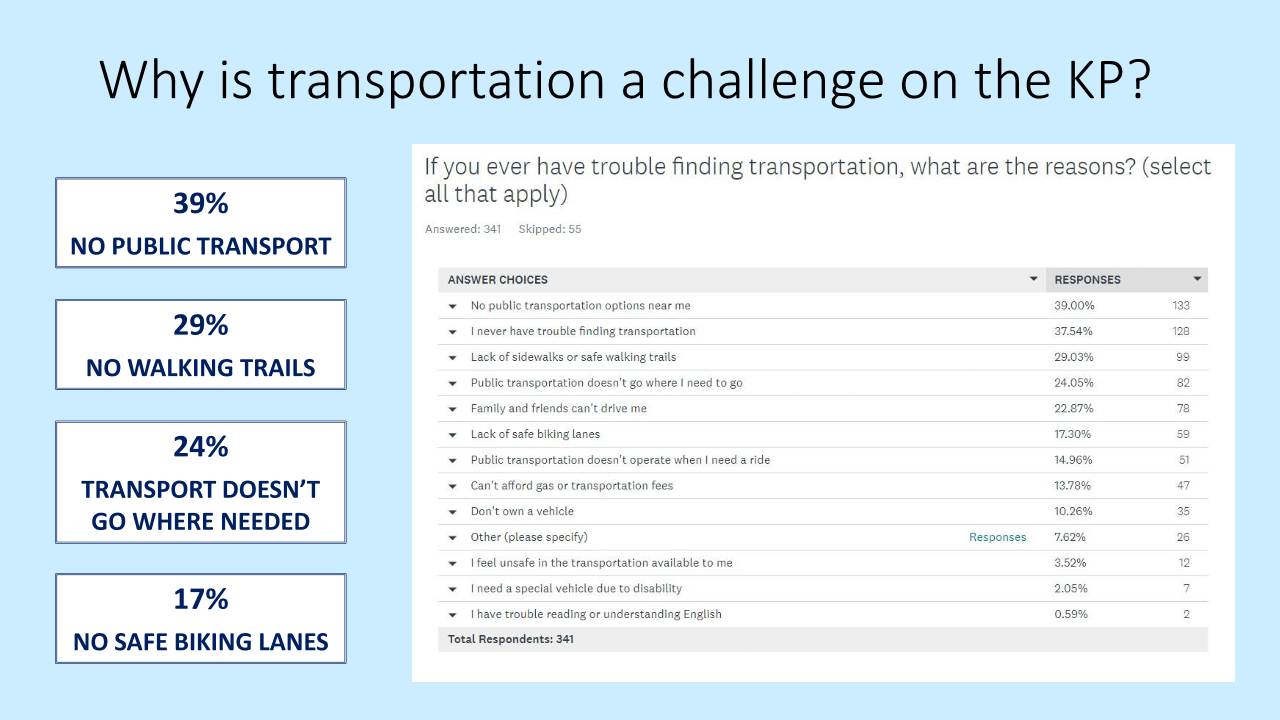 Why is transportation a challenge on the KP?
39%
NO PUBLIC TRANSPORT
29%
NO WALKING TRAILS
24%
TRANSPORT DOESN'T
GO WHERE NEEDED
17%
NO SAFE BIKING LANES
If you ever have trouble finding transportation, what are the reasons? (select
all that apply)
Answered: 341 Skipped: 55
ANSWER CHOICES RESPONSES
No public transportation options near me 39.00% 133
I never have trouble finding transportation 37.54% 128
Lack of sidewalks or safe walking trails 29.03% 99
Public transportation doesn't go where I need to go 24.05% 82
Family and friends can't drive me 22.87% 78
Lack of safe biking lanes 17.30% 59
Public transportation doesn't operate when I need a ride 14.96% 51
Can't afford gas or transportation fees 13.78% 47
Don't own a vehicle 10.26% 35
Other (please specify) Responses 7.62% 26
I feel unsafe in the transportation available to me 3.52% 12
I need a special vehicle due to disability 2.05% 7
I have trouble reading or understanding English 0.59% 2
Total Respondents: 341